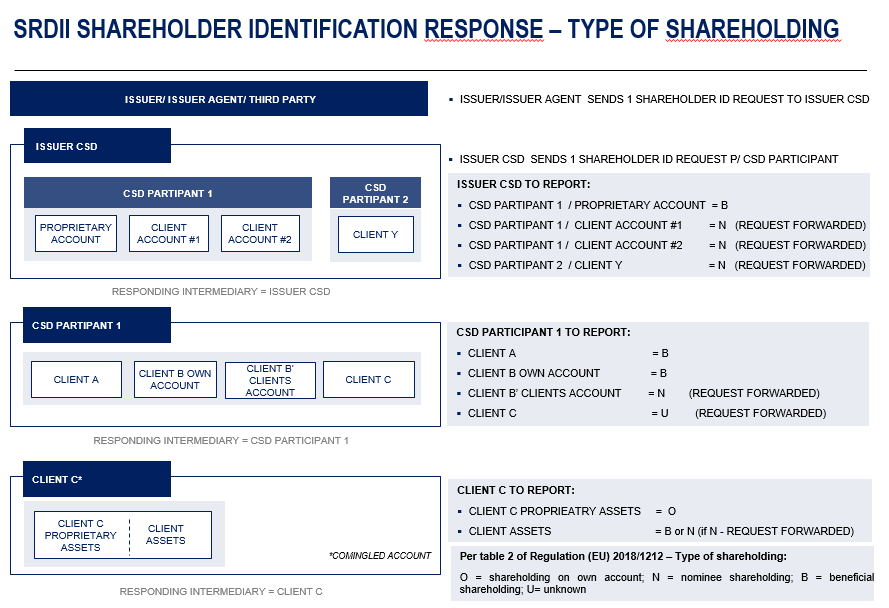 SRDII SHAREHOLDER IDENTIFICATION RESPONSE – TYPE OF SHAREHOLDING
ISSUER/ ISSUER AGENT/ THIRD PARTY
▪ ISSUER/ISSUER AGENT SENDS 1 SHAREHOLDER ID REQUEST TO ISSUER CSD
ISSUER CSD
▪ ISSUER CSD SENDS 1 SHAREHOLDER ID REQUEST P/ CSD PARTICIPANT
CSD PARTIPANT 1
CSD
PARTIPANT 2
PROPRIETARY
ACCOUNT
CLIENT
ACCOUNT #1
CLIENT
ACCOUNT #2
CLIENT Y
RESPONDING INTERMEDIARY = ISSUER CSD
ISSUER CSD TO REPORT:
▪ CSD PARTIPANT 1 / PROPRIETARY ACCOUNT = B
▪ CSD PARTIPANT 1 / CLIENT ACCOUNT #1 = N (REQUEST FORWARDED)
▪ CSD PARTIPANT 1 / CLIENT ACCOUNT #2 = N (REQUEST FORWARDED)
▪ CSD PARTIPANT 2 / CLIENT Y = N (REQUEST FORWARDED)
CSD PARTIPANT 1
CLIENT A
CLIENT B OWN
ACCOUNT
CLIENT B'
CLIENTS
ACCOUNT
CLIENT C
RESPONDING INTERMEDIARY = CSD PARTICIPANT 1
CSD PARTICIPANT 1 TO REPORT:
▪ CLIENT A = B
▪ CLIENT B OWN ACCOUNT = B
▪ CLIENT B' CLIENTS ACCOUNT = N (REQUEST FORWARDED)
▪ CLIENT C = U (REQUEST FORWARDED)
CLIENT C*
CLIENT C
PROPRIETARY
ASSETS
CLIENT
ASSETS
*COMINGLED ACCOUNT
RESPONDING INTERMEDIARY = CLIENT C
CLIENT C TO REPORT:
▪ CLIENT C PROPRIEATRY ASSETS = O
▪ CLIENT ASSETS = B or N (if N - REQUEST FORWARDED)
Per table 2 of Regulation (EU) 2018/1212 – Type of shareholding:
O = shareholding on own account; N = nominee shareholding; B = beneficial
shareholding; U= unknown